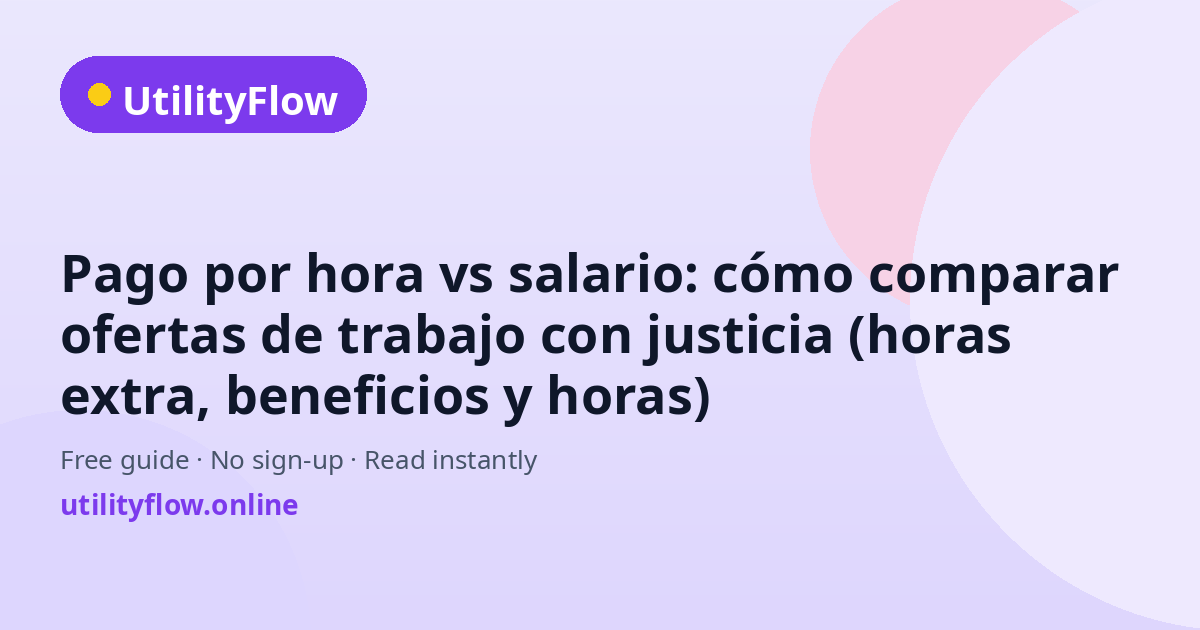 UtilityFlow
Pago por hora vs salario: cómo comparar
ofertas de trabajo con justicia (horas
extra, beneficios y horas)
Free guide · No sign-up · Read instantly
utilityflow.online